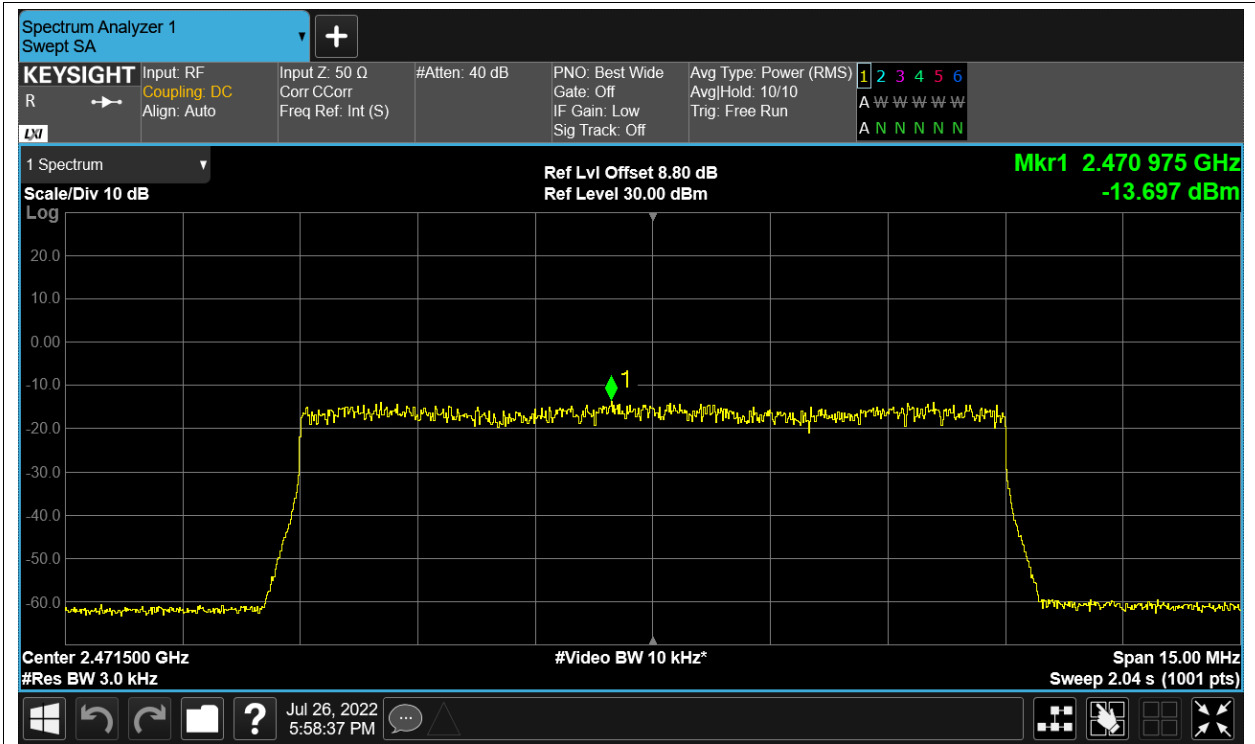 Spectrum Analyzer 1
Swept SA
KEYSIGHT
R
LXI
Input: RF
Coupling: DC
Align: Auto
Input Z: 50 Ω
Corr CCorr
Freq Ref: Int (S)
#Atten: 40 dB
PNO: Best Wide
Gate: Off
IF Gain: Low
Sig Track: Off
Avg Type: Power (RMS)
Avg|Hold: 10/10
Trig: Free Run
1 2 3 4 5 6
A W W W W W
A N N N N N
1 Spectrum
Scale/Div 10 dB
Log
Ref Lvl Offset 8.80 dB
Ref Level 30.00 dBm
Mkr1 2.470 975 GHz
-13.697 dBm
20.0
10.0
0.00
-10.0
-20.0
-30.0
-40.0
-50.0
-60.0
1
Center 2.471500 GHz
#Res BW 3.0 kHz
#Video BW 10 kHz*
Span 15.00 MHz
Sweep 2.04 s (1001 pts)
?
Jul 26, 2022
5:58:37 PM